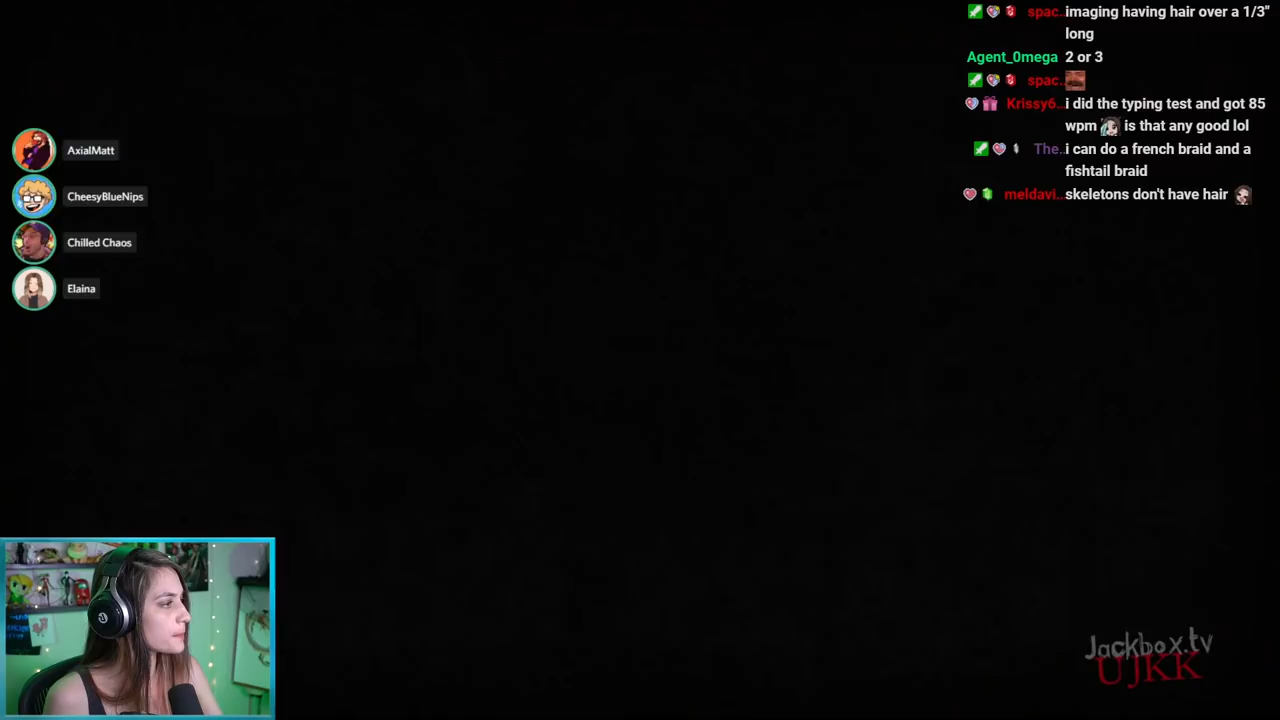 spac..imaging having hair over a 1/3"
long
Agent_0mega 2 or 3
spac..
Krissy6..i did the typing test and got 85
wpm is that any good lol
The..i can do a french braid and a
fishtail braid
meldavi..skeletons don't have hair
AxialMatt
CheesyBlueNips
Chilled Chaos
Elaina
Jackbox.tv
UJKK